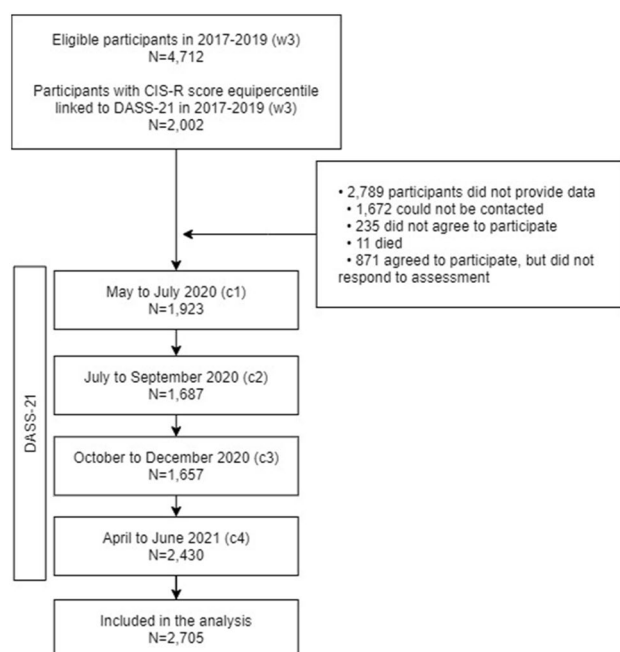 Eligible participants in 2017-2019 (w3)
N=4,712
Participants with CIS-R score equipercentile
linked to DASS-21 in 2017-2019 (w3)
N=2,002
• 2,789 participants did not provide data
• 1,672 could not be contacted
• 235 did not agree to participate
• 11 died
• 871 agreed to participate, but did not
respond to assessment
DASS-21
May to July 2020 (c1)
N=1,923
July to September 2020 (c2)
N=1,687
October to December 2020 (c3)
N=1,657
April to June 2021 (c4)
N=2,430
Included in the analysis
N=2,705